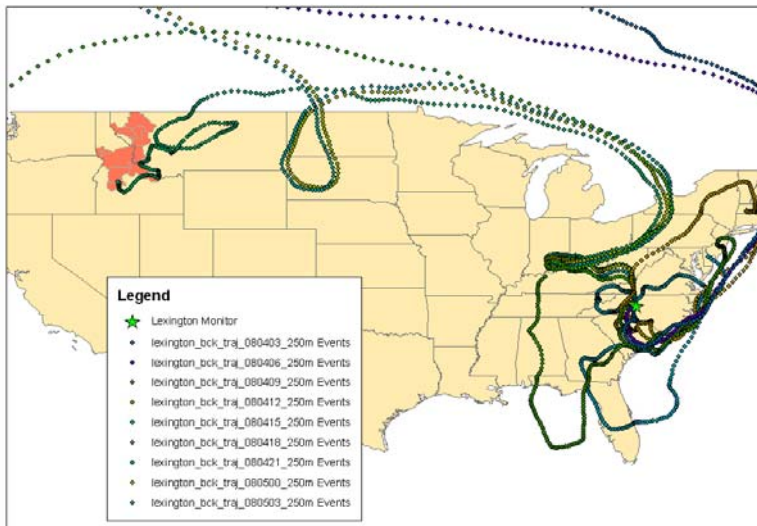 Legend
Lexington Monitor
lexington_bck_traj_080403_250m Events
lexington_bck_traj_080406_250m Events
lexington_bck_traj_080409_250m Events
lexington_bck_traj_080412_250m Events
lexington_bck_traj_080415_250m Events
lexington_bck_traj_080418_250m Events
lexington_bck_traj_080421_250m Events
lexington_bck_traj_080500_250m Events
lexington_bck_traj_080503_250m Events